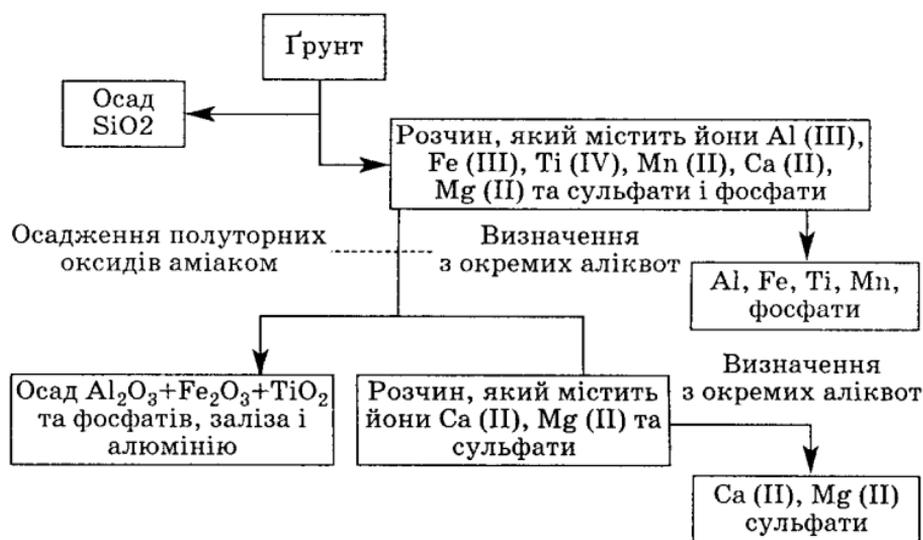 Ґрунт
Осад
SiO2
Розчин, який містить йони Al (III),
Fe (III), Ti (IV), Mn (II), Ca (II),
Mg (II) та сульфати і фосфати
Осадження полуторних
оксидів аміаком
Визначення
з окремих аліквот
Al, Fe, Ti, Mn,
фосфати
Осад Al₂O₃+Fe₂O₃+TiO₂
та фосфатів, заліза і
алюмінію
Розчин, який містить
йони Ca (II), Mg (II) та
сульфати
Визначення
з окремих аліквот
Ca (II), Mg (II)
сульфати